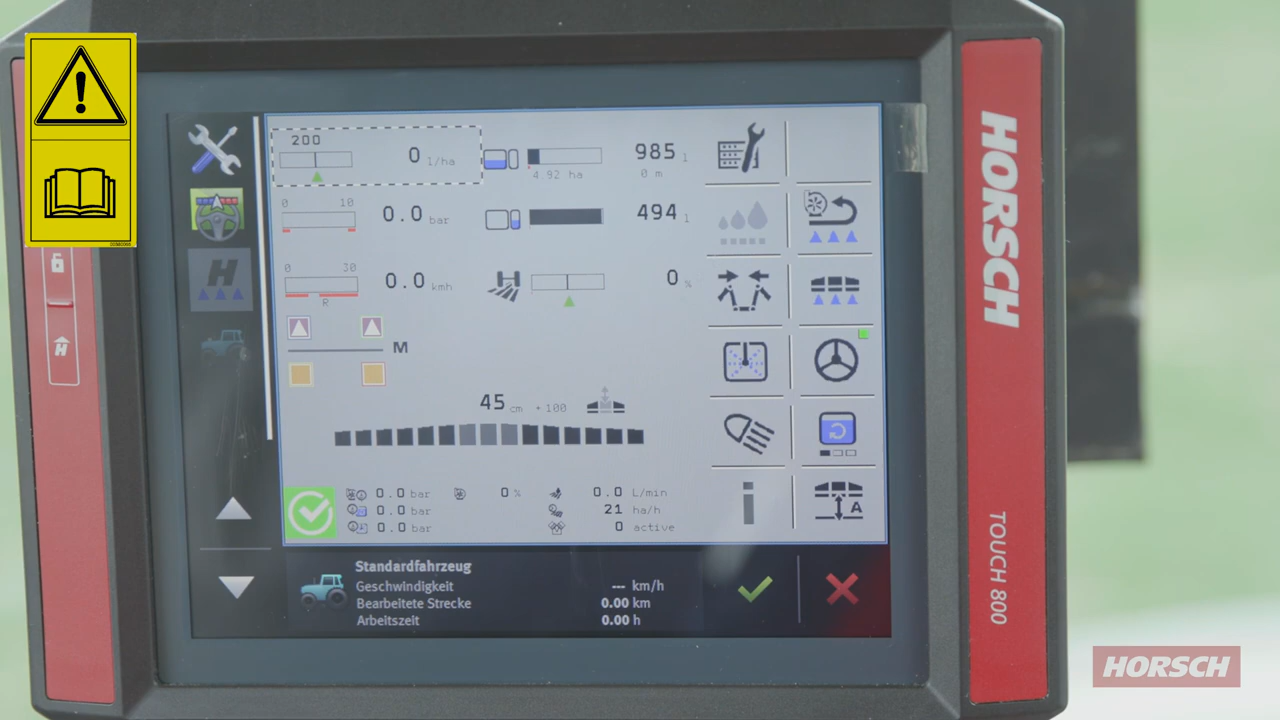 200
0 l/ha
985 l
4.92 ha
0 m
0 10
0.0 bar
494 l
0 30
0.0 kmh
R
0 %
M
45 cm + 100
A
0.0 bar
0 %
0.0 L/min
0.0 bar
21 ha/h
0.0 bar
0 active
Standardfahrzeug
Geschwindigkeit --- km/h
Bearbeitete Strecke 0.00 km
Arbeitszeit 0.00 h
HORSCH
TOUCH 800
HORSCH